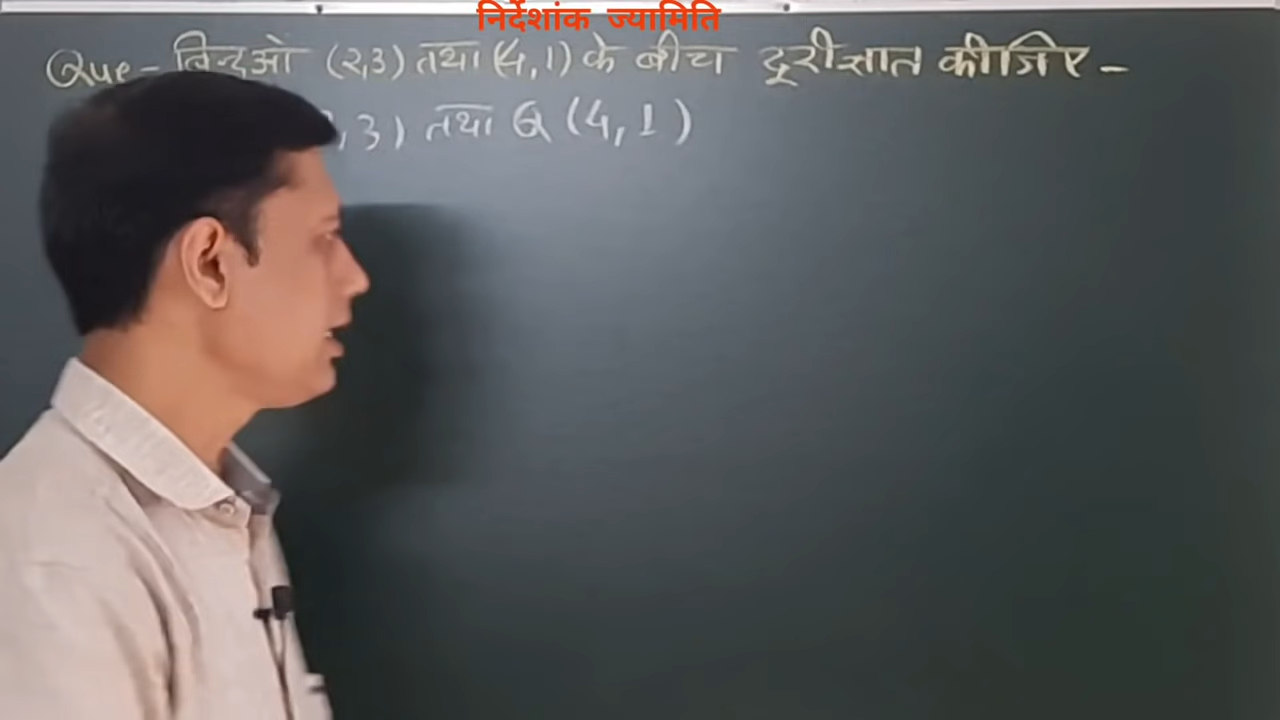 निर्देशांक ज्यामिति
Que - विन्दुओं (2,3) तथा (4,1) के बीच दूरी ज्ञात कीजिए -
,3) तथा Q (4,1)